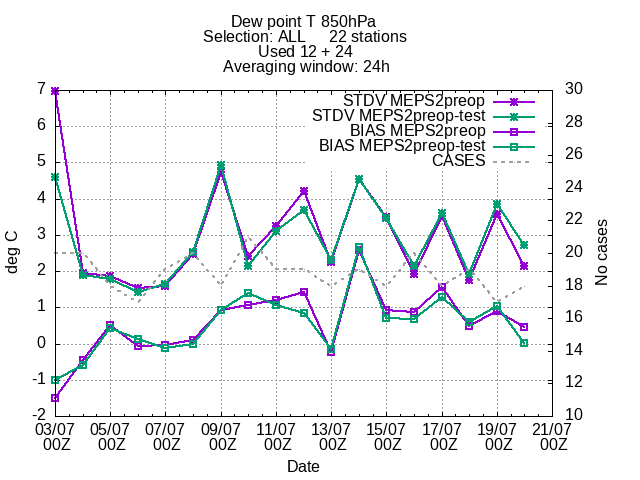 Dew point T 850hPa
Selection: ALL 22 stations
Used 12 + 24
Averaging window: 24h
STDV MEPS2preop
STDV MEPS2preop-test
BIAS MEPS2preop
BIAS MEPS2preop-test
CASES
7
6
5
4
3
2
1
0
-1
-2
deg C
30
28
26
24
22
20
18
16
14
12
10
No cases
03/07 05/07 07/07 09/07 11/07 13/07 15/07 17/07 19/07 21/07
00Z 00Z 00Z 00Z 00Z 00Z 00Z 00Z 00Z 00Z
Date